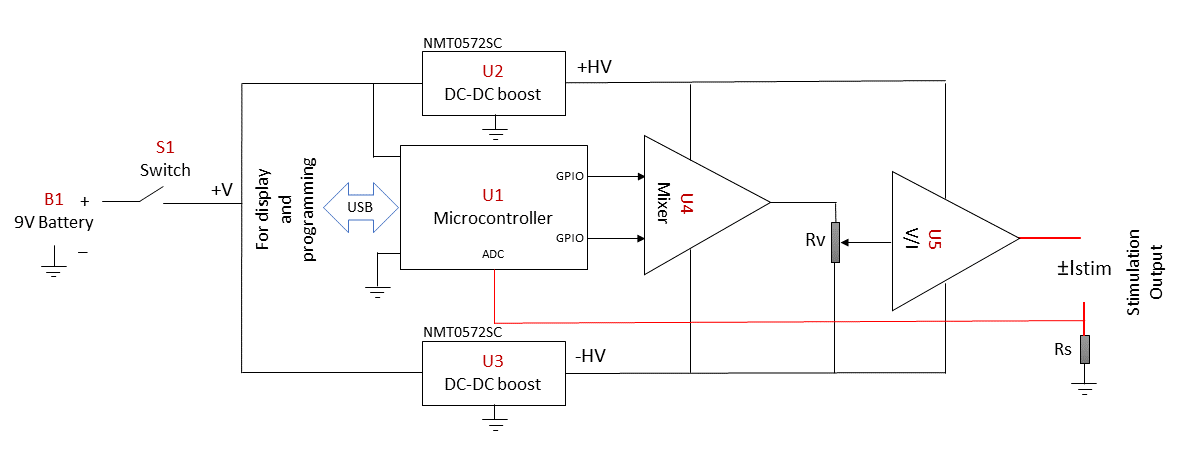 NMT0572SC
U2
DC-DC boost
+HV
S1
Switch
B1 +
9V Battery
−
+V
For display
and
programming
USB
U1
Microcontroller
GPIO
GPIO
ADC
U4
Mixer
Rv
U5
V/I
±Istim
Stimulation
Output
NMT0572SC
U3
DC-DC boost
-HV
Rs